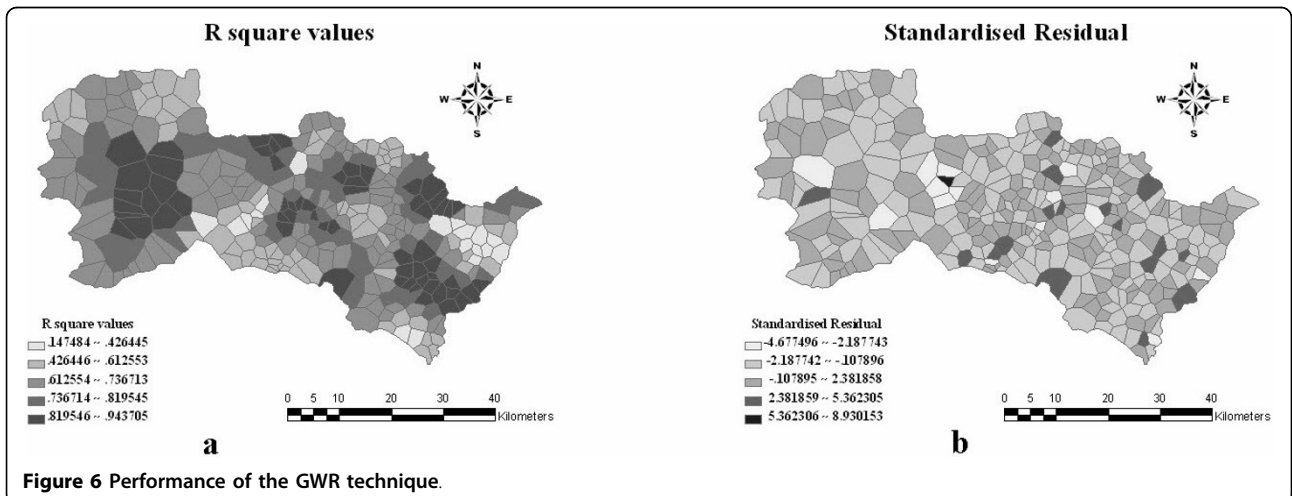 R square values
N
W E
S
R square values
.147484 ~ .426445
.426446 ~ .612553
.612554 ~ .736713
.736714 ~ .819545
.819546 ~ .943705
0 5 10 20 30 40
Kilometers
a
Standardised Residual
N
W E
S
Standardised Residual
-4.677496 ~ -2.187743
-2.187742 ~ -.107896
-.107895 ~ 2.381858
2.381859 ~ 5.362305
5.362306 ~ 8.930153
0 5 10 20 30 40
Kilometers
b
Figure 6 Performance of the GWR technique.